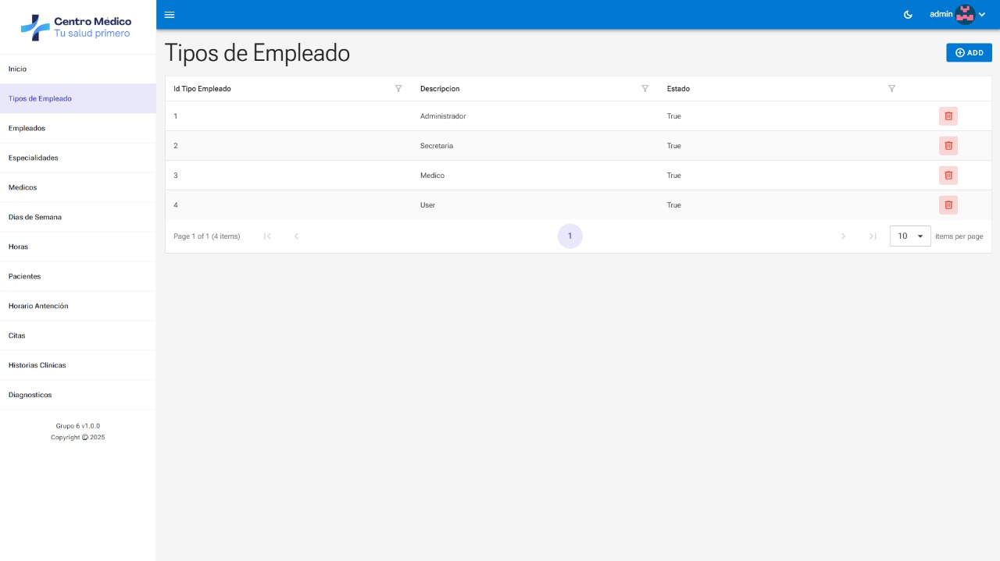 Centro Médico
Tu salud primero
admin
Inicio
Tipos de Empleado
Empleados
Especialidades
Medicos
Dias de Semana
Horas
Pacientes
Horario Antención
Citas
Historias Clinicas
Diagnosticos
Grupo 6 v1.0.0
Copyright © 2025
Tipos de Empleado
ADD
Id Tipo Empleado Descripcion Estado
1 Administrador True
2 Secretaria True
3 Medico True
4 User True
Page 1 of 1 (4 items) 1 10 items per page